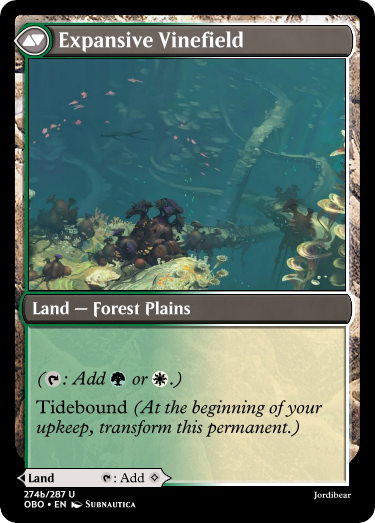 Expansive Vinefield
Land — Forest Plains
(: Add or .)
Tidebound (At the beginning of your
upkeep, transform this permanent.)
Land : Add
274b/287 U
OBO • EN Subnautica
Jordibear